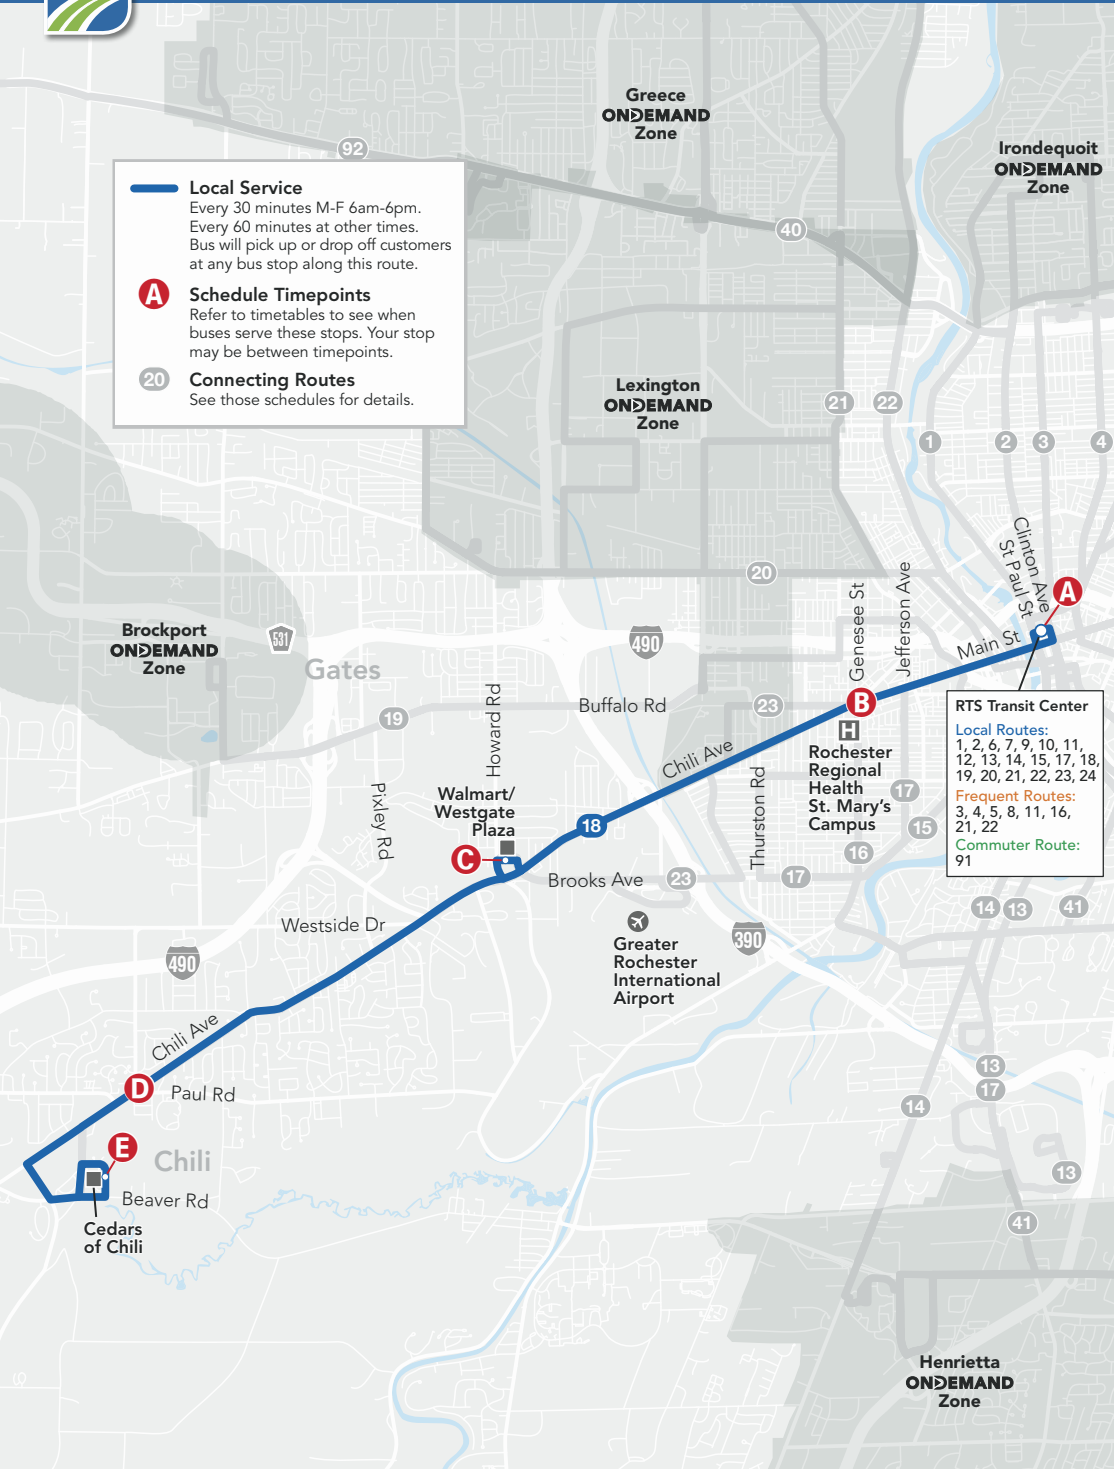 Greece
ONDEMAND
Zone
Irondequoit
ONDEMAND
Zone
92
40
Local Service
Every 30 minutes M-F 6am-6pm.
Every 60 minutes at other times.
Bus will pick up or drop off customers
at any bus stop along this route.
A
Schedule Timepoints
Refer to timetables to see when
buses serve these stops. Your stop
may be between timepoints.
20
Connecting Routes
See those schedules for details.
Lexington
ONDEMAND
Zone
21
22
1
2
3
4
20
Clinton Ave
St Paul St
A
Genesee St
Jefferson Ave
Main St
Brockport
ONDEMAND
Zone
531
Gates
490
Buffalo Rd
Howard Rd
19
23
B
H
Rochester
Regional
Health
St. Mary's
Campus
RTS Transit Center
Local Routes:
1, 2, 6, 7, 9, 10, 11,
12, 13, 14, 15, 17, 18,
19, 20, 21, 22, 23, 24
Frequent Routes:
3, 4, 5, 8, 11, 16,
21, 22
Commuter Route:
91
Chili Ave
Thurston Rd
Pixley Rd
Walmart/
Westgate
Plaza
C
18
17
15
16
17
Brooks Ave
23
14
13
41
Westside Dr
490
390
Greater
Rochester
International
Airport
Chili Ave
D
Paul Rd
13
17
14
E
Chili
Beaver Rd
Cedars
of Chili
13
41
Henrietta
ONDEMAND
Zone